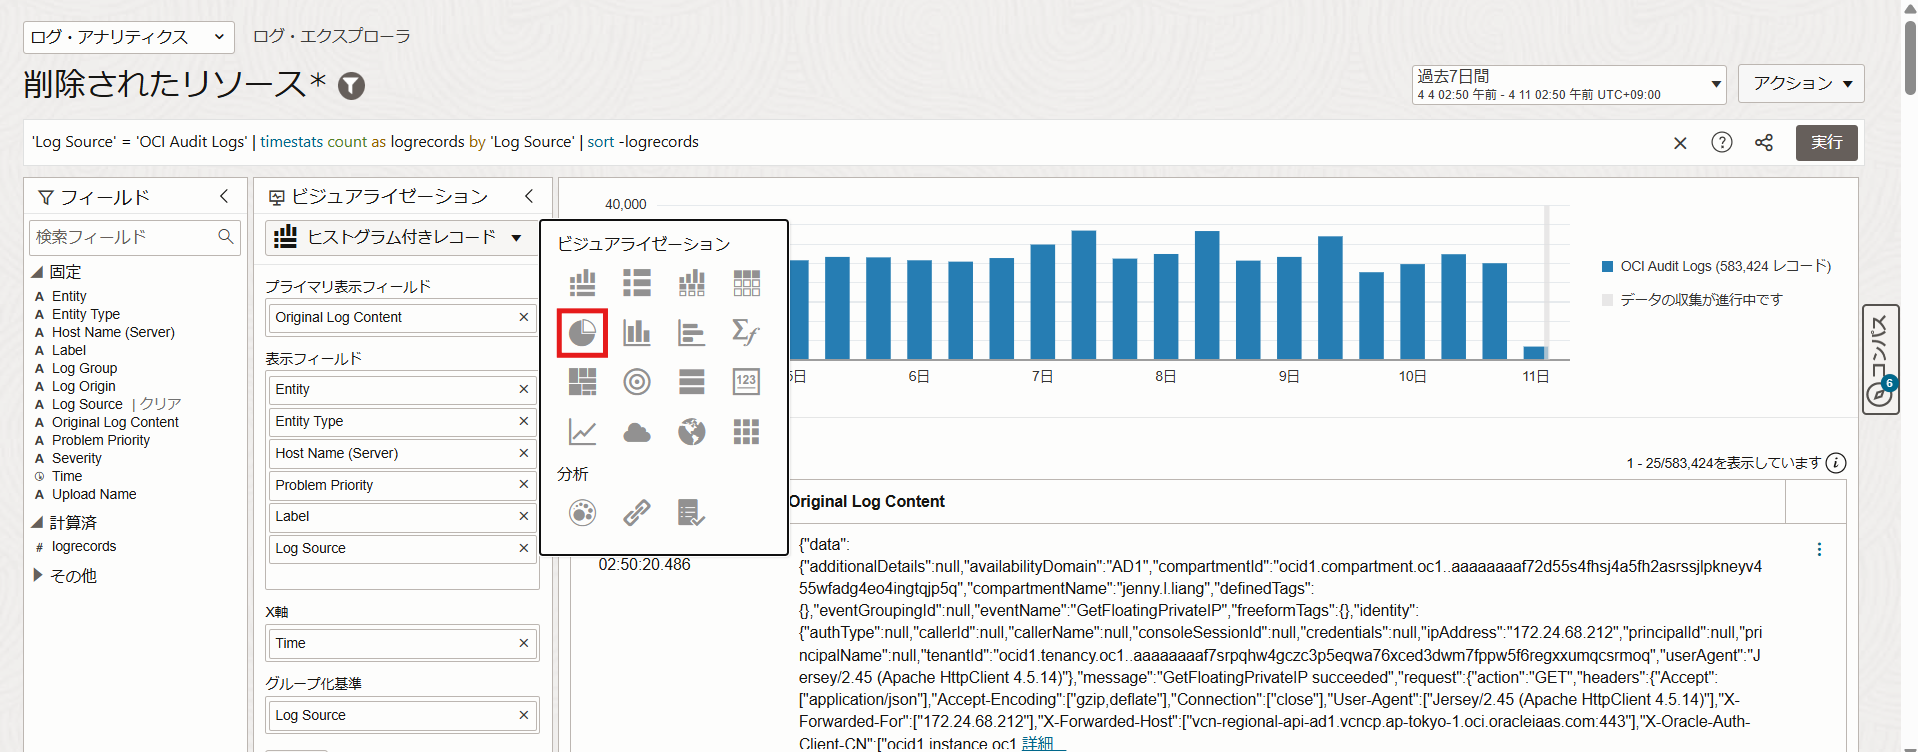 ログ・アナリティクス
ログ・エクスプローラ
削除されたリソース*
過去7日間
4 4 02:50 午前 - 4 11 02:50 午前 UTC+09:00
アクション
'Log Source' = 'OCI Audit Logs' | timestats count as logrecords by 'Log Source' | sort -logrecords
実行
フィールド
検索フィールド
固定
A Entity
A Entity Type
A Host Name (Server)
A Label
A Log Group
A Log Origin
A Log Source | クリア
A Original Log Content
A Problem Priority
A Severity
Time
A Upload Name
計算済
# logrecords
その他
ビジュアライゼーション
ヒストグラム付きレコード
プライマリ表示フィールド
Original Log Content
表示フィールド
Entity
Entity Type
Host Name (Server)
Problem Priority
Label
Log Source
X軸
Time
グループ化基準
Log Source
ビジュアライゼーション
分析
40,000
5日
6日
7日
8日
9日
10日
11日
OCI Audit Logs (583,424 レコード)
データの収集が進行中です
コンパス
6
1 - 25/583,424を表示しています
Original Log Content
02:50:20.486
{"data":
{"additionalDetails":null,"availabilityDomain":"AD1","compartmentId":"ocid1.compartment.oc1..aaaaaaaaf72d55s4fhsj4a5fh2asrssjlpkneyv4
55wfadg4eo4ingtqjp5q","compartmentName":"jenny.l.liang","definedTags":
{},"eventGroupingId":null,"eventName":"GetFloatingPrivateIP","freeformTags":{},"identity":
{"authType":null,"callerId":null,"callerName":null,"consoleSessionId":null,"credentials":null,"ipAddress":"172.24.68.212","principalId":null,"pri
ncipalName":null,"tenantId":"ocid1.tenancy.oc1..aaaaaaaaf7srpqhw4gczc3p5eqwa76xced3dwm7fppw5f6regxxumqcsrmoq","userAgent":"J
ersey/2.45 (Apache HttpClient 4.5.14)"},"message":"GetFloatingPrivateIP succeeded","request":{"action":"GET","headers":{"Accept":
["application/json"],"Accept-Encoding":["gzip,deflate"],"Connection":["close"],"User-Agent":["Jersey/2.45 (Apache HttpClient 4.5.14)"],"X-
Forwarded-For":["172.24.68.212"],"X-Forwarded-Host":["vcn-regional-api-ad1.vcncp.ap-tokyo-1.oci.oracleiaas.com:443"],"X-Oracle-Auth-
Client-CN":["ocid1.instance.oc1 詳細